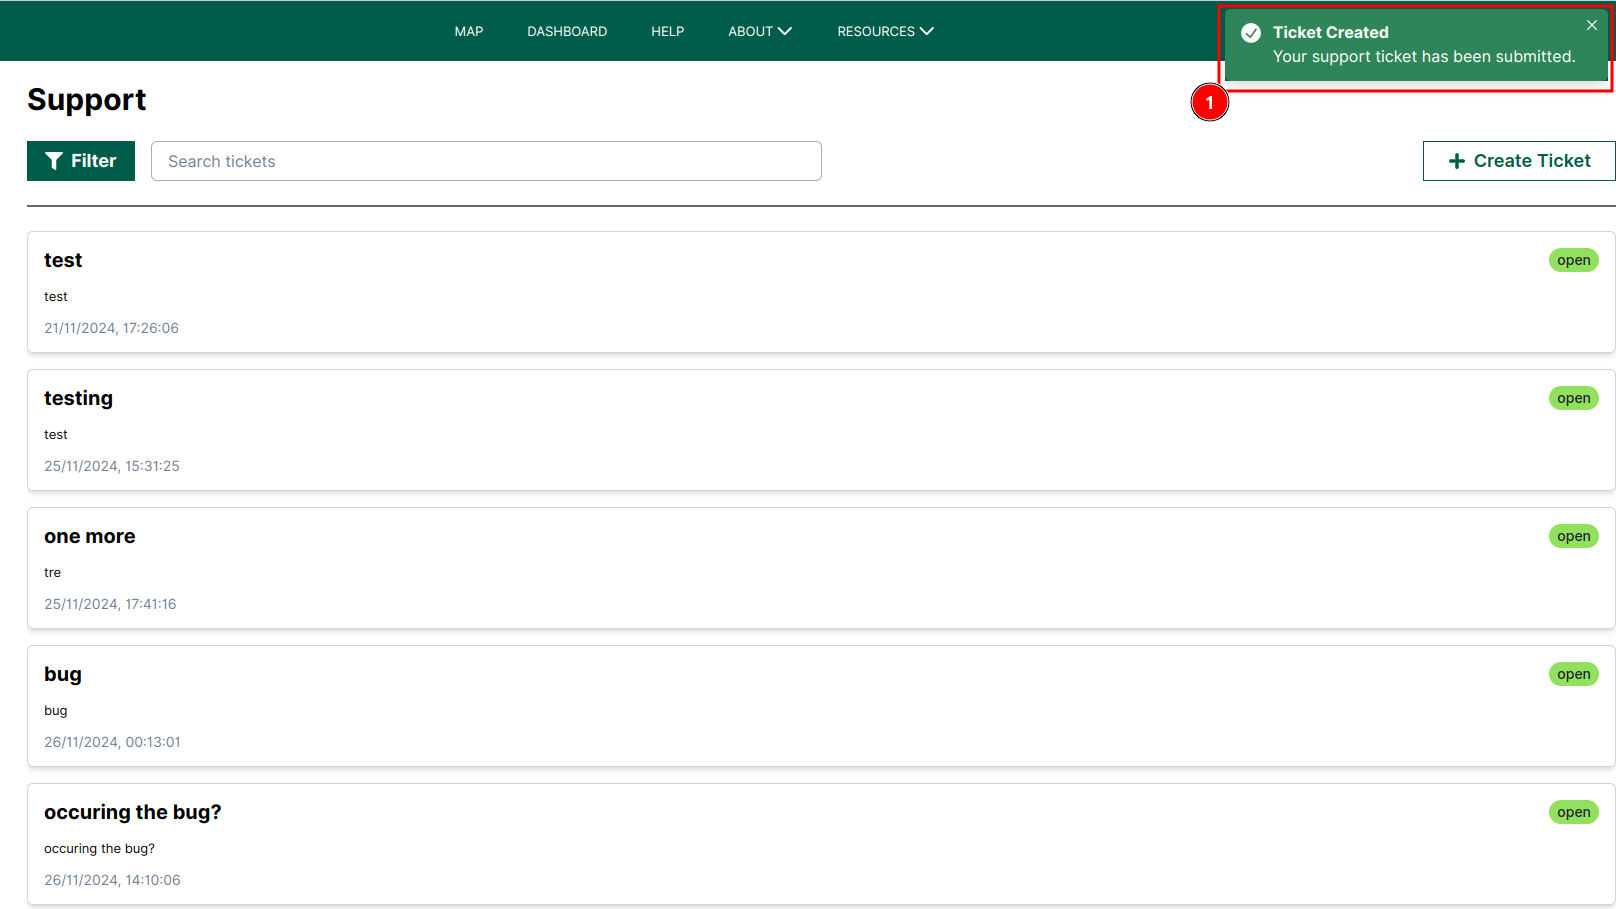 MAP DASHBOARD HELP ABOUT RESOURCES
Ticket Created
Your support ticket has been submitted.
1
Support
Filter
Search tickets
Create Ticket
test
open
test
21/11/2024, 17:26:06
testing
open
test
25/11/2024, 15:31:25
one more
open
tre
25/11/2024, 17:41:16
bug
open
bug
26/11/2024, 00:13:01
occuring the bug?
open
occuring the bug?
26/11/2024, 14:10:06